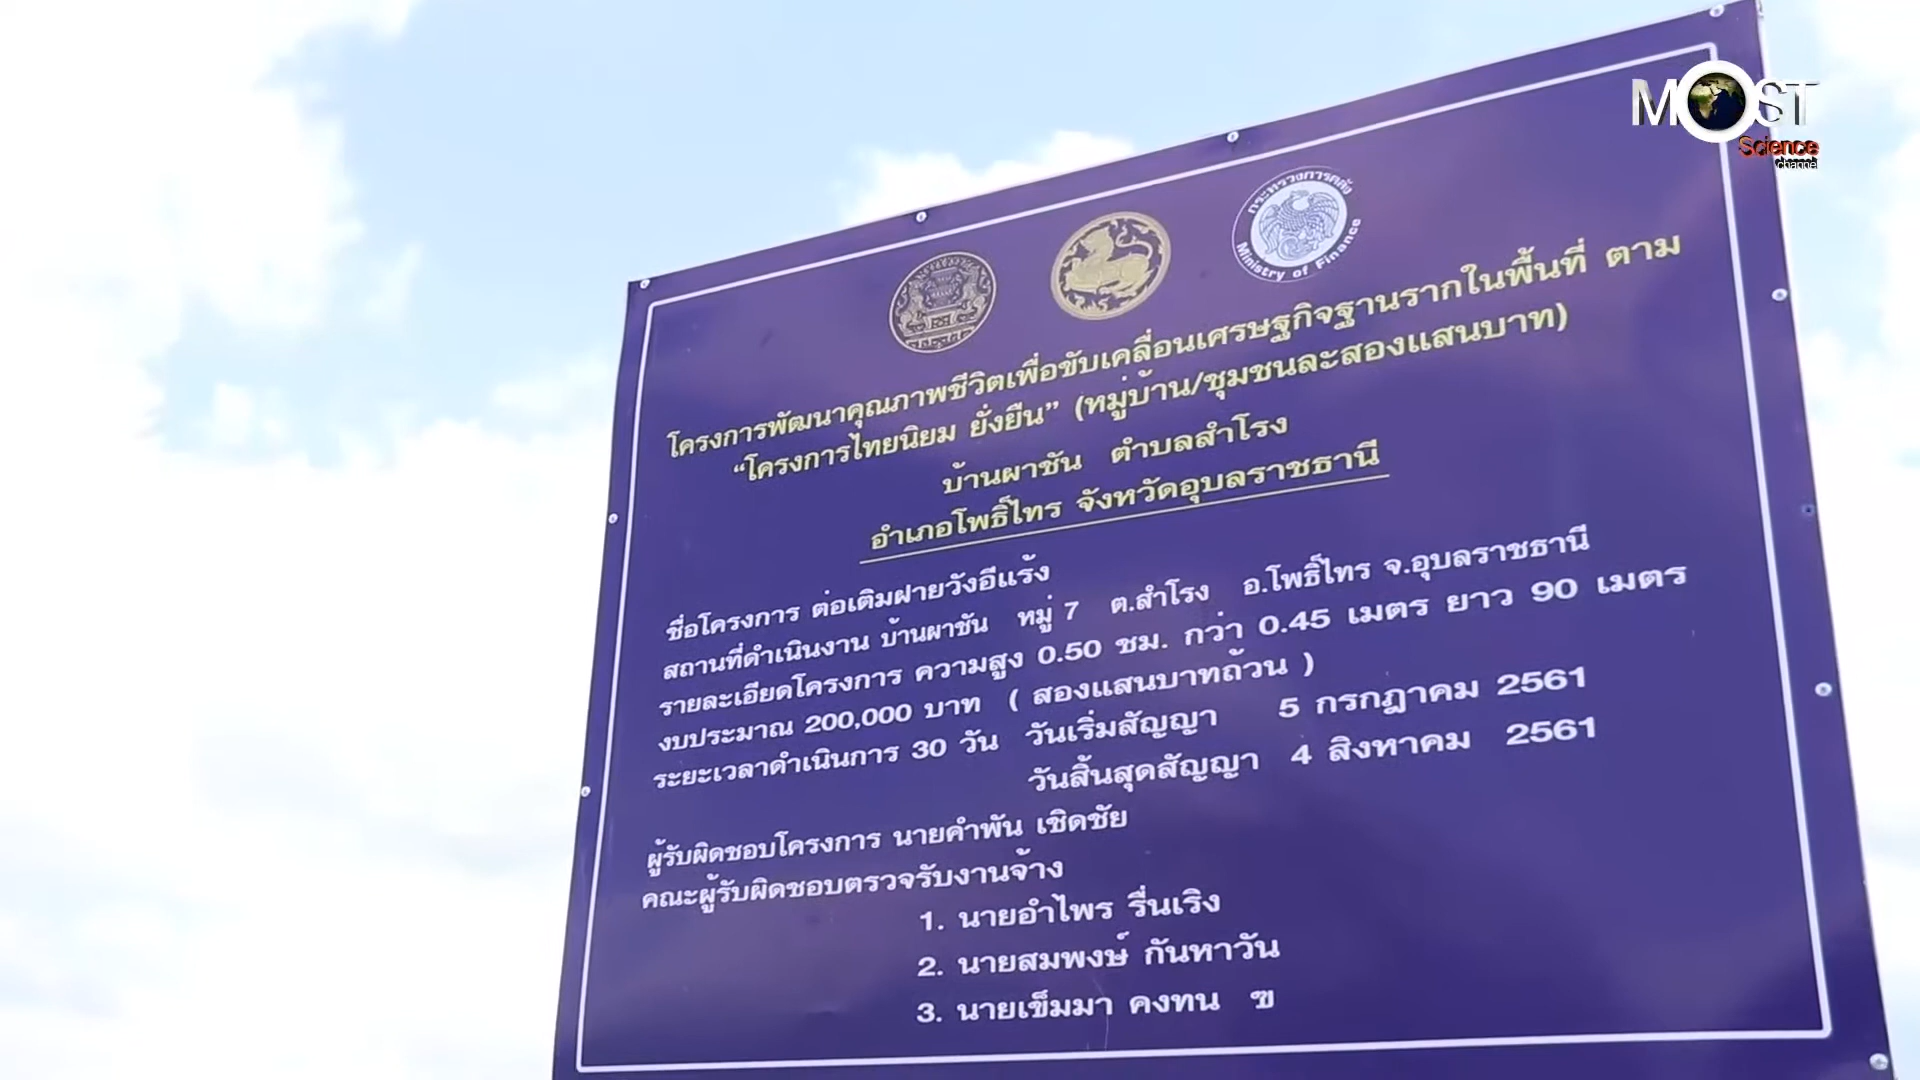 MOST
Science
channel
กระทรวงการคลัง
Ministry of Finance
โครงการพัฒนาคุณภาพชีวิตเพื่อขับเคลื่อนเศรษฐกิจฐานรากในพื้นที่ ตาม
“โครงการไทยนิยม ยั่งยืน” (หมู่บ้าน/ชุมชนละสองแสนบาท)
บ้านผาชัน ตำบลสำโรง
อำเภอโพธิ์ไทร จังหวัดอุบลราชธานี
ชื่อโครงการ ต่อเติมฝายวังอีแร้ง
สถานที่ดำเนินงาน บ้านผาชัน หมู่ 7 ต.สำโรง อ.โพธิ์ไทร จ.อุบลราชธานี
รายละเอียดโครงการ ความสูง 0.50 ซม. กว่า 0.45 เมตร ยาว 90 เมตร
งบประมาณ 200,000 บาท ( สองแสนบาทถ้วน )
ระยะเวลาดำเนินการ 30 วัน วันเริ่มสัญญา 5 กรกฎาคม 2561
วันสิ้นสุดสัญญา 4 สิงหาคม 2561
ผู้รับผิดชอบโครงการ นายคำพัน เชิดชัย
คณะผู้รับผิดชอบตรวจรับงานจ้าง
1. นายอำไพร รื่นเริง
2. นายสมพงษ์ กันหาวัน
3. นายเข็มมา คงทน ฃ